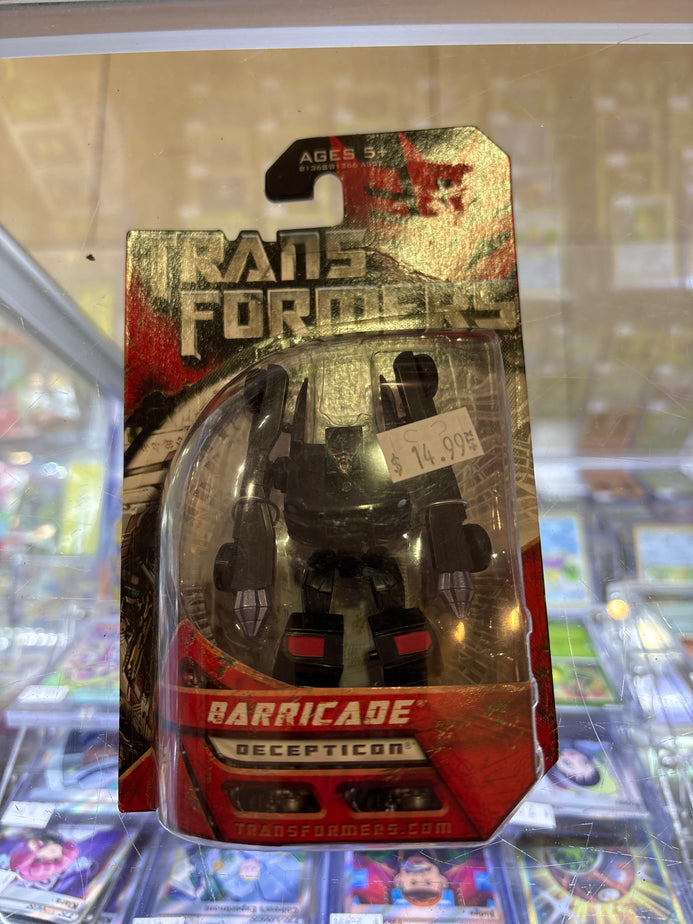 AGES 5+
TRANS
FORMERS
$ 14.99
BARRICADE
DECEPTICON
TRANSFORMERS.COM